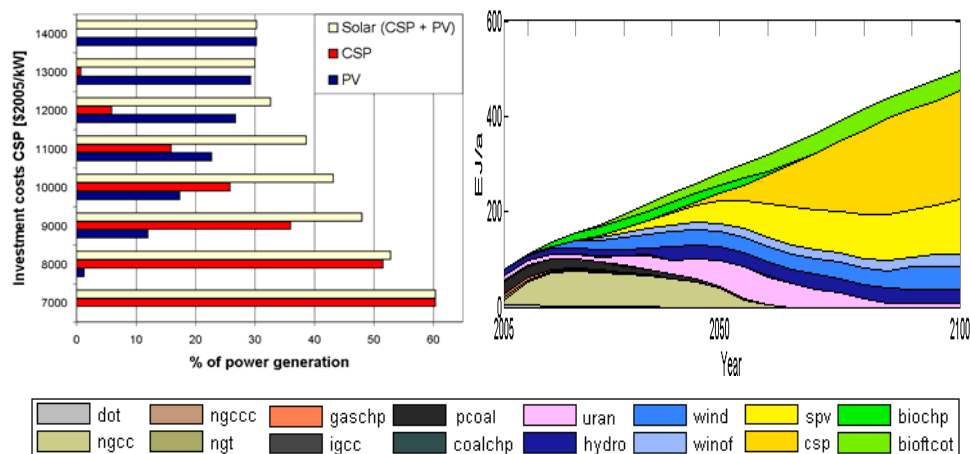 Solar (CSP + PV)
CSP
PV
Investment costs CSP [$2005/kW]
14000
13000
12000
11000
10000
9000
8000
7000
0 10 20 30 40 50 60
% of power generation
EJ/a
600
400
200
0
2005 2050 2100
Year
dot ngccc gaschp pcoal uran wind spv biochp
ngcc ngt igcc coalchp hydro winof csp bioftcot